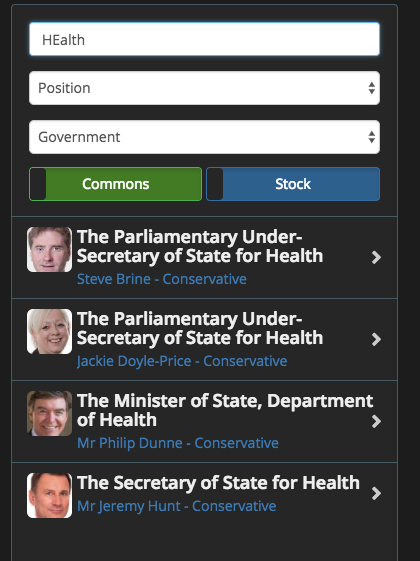 HEalth
Position
Government
Commons Stock
The Parliamentary Under-
Secretary of State for Health
Steve Brine - Conservative
The Parliamentary Under-
Secretary of State for Health
Jackie Doyle-Price - Conservative
The Minister of State, Department
of Health
Mr Philip Dunne - Conservative
The Secretary of State for Health
Mr Jeremy Hunt - Conservative